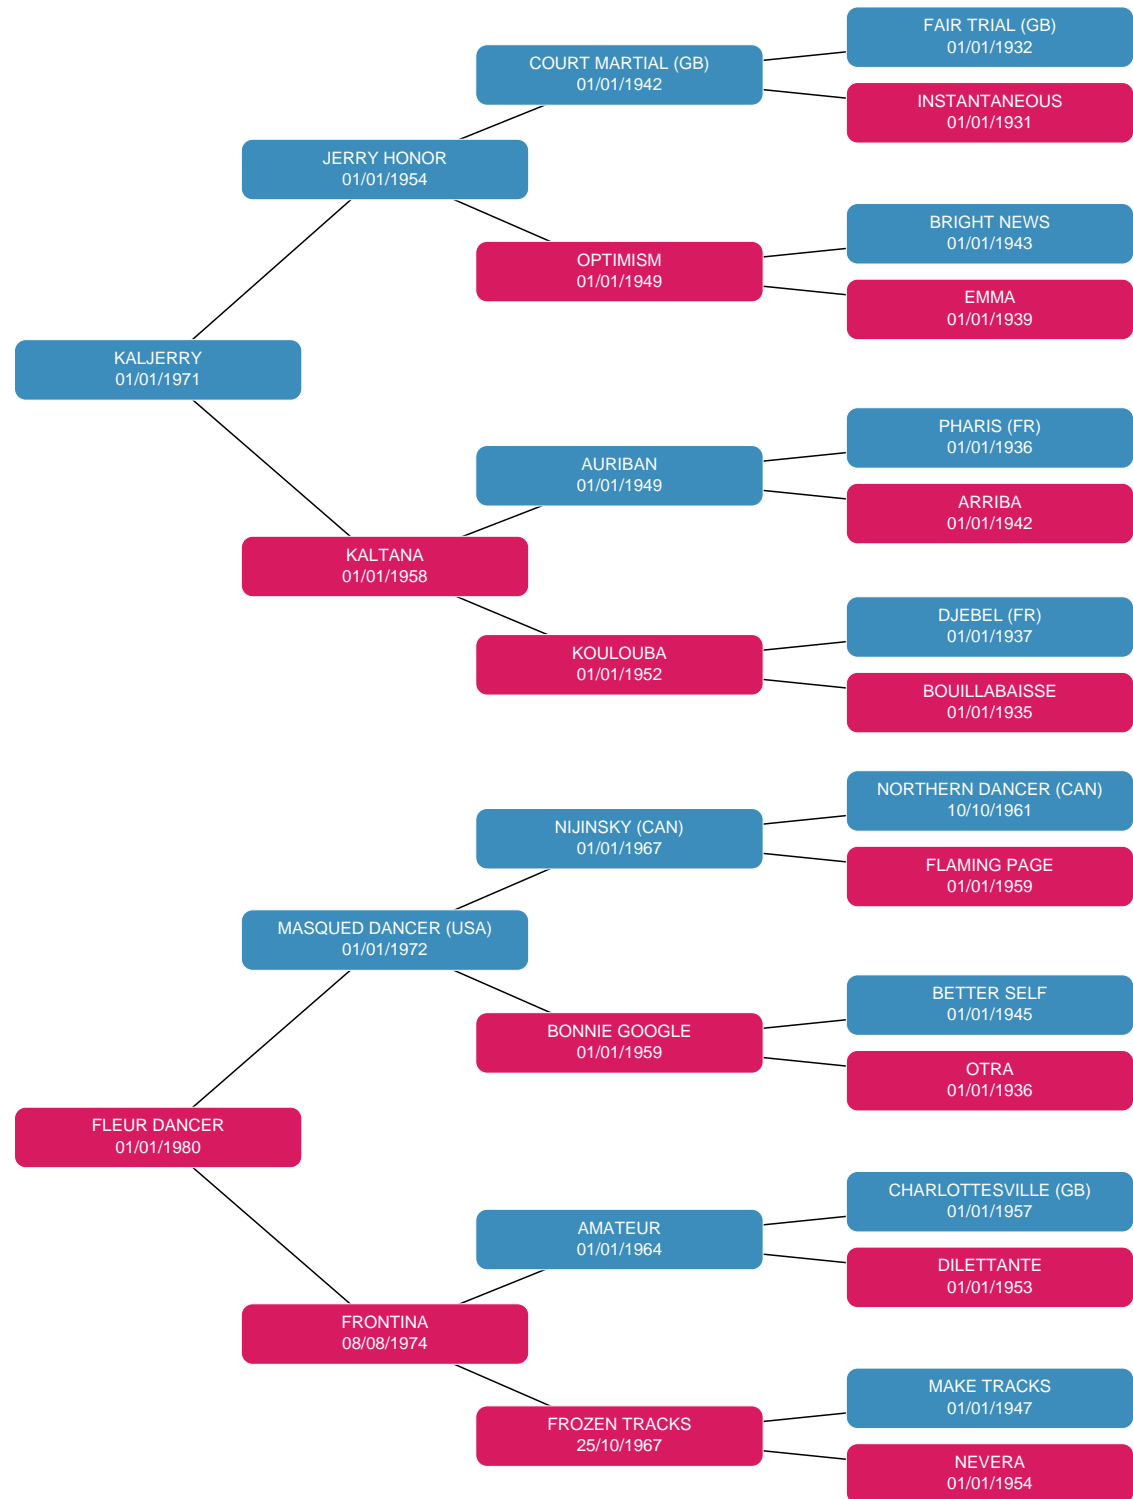 FAIR TRIAL (GB)
01/01/1932
COURT MARTIAL (GB)
01/01/1942
INSTANTANEOUS
01/01/1931
JERRY HONOR
01/01/1954
BRIGHT NEWS
01/01/1943
OPTIMISM
01/01/1949
EMMA
01/01/1939
KALJERRY
01/01/1971
PHARIS (FR)
01/01/1936
AURIBAN
01/01/1949
ARRIBA
01/01/1942
KALTANA
01/01/1958
DJEBEL (FR)
01/01/1937
KOULOUBA
01/01/1952
BOUILLABAISSE
01/01/1935
NORTHERN DANCER (CAN)
10/10/1961
NIJINSKY (CAN)
01/01/1967
FLAMING PAGE
01/01/1959
MASQUED DANCER (USA)
01/01/1972
BETTER SELF
01/01/1945
BONNIE GOOGLE
01/01/1959
OTRA
01/01/1936
FLEUR DANCER
01/01/1980
CHARLOTTESVILLE (GB)
01/01/1957
AMATEUR
01/01/1964
DILETTANTE
01/01/1953
FRONTINA
08/08/1974
MAKE TRACKS
01/01/1947
FROZEN TRACKS
25/10/1967
NEVERA
01/01/1954